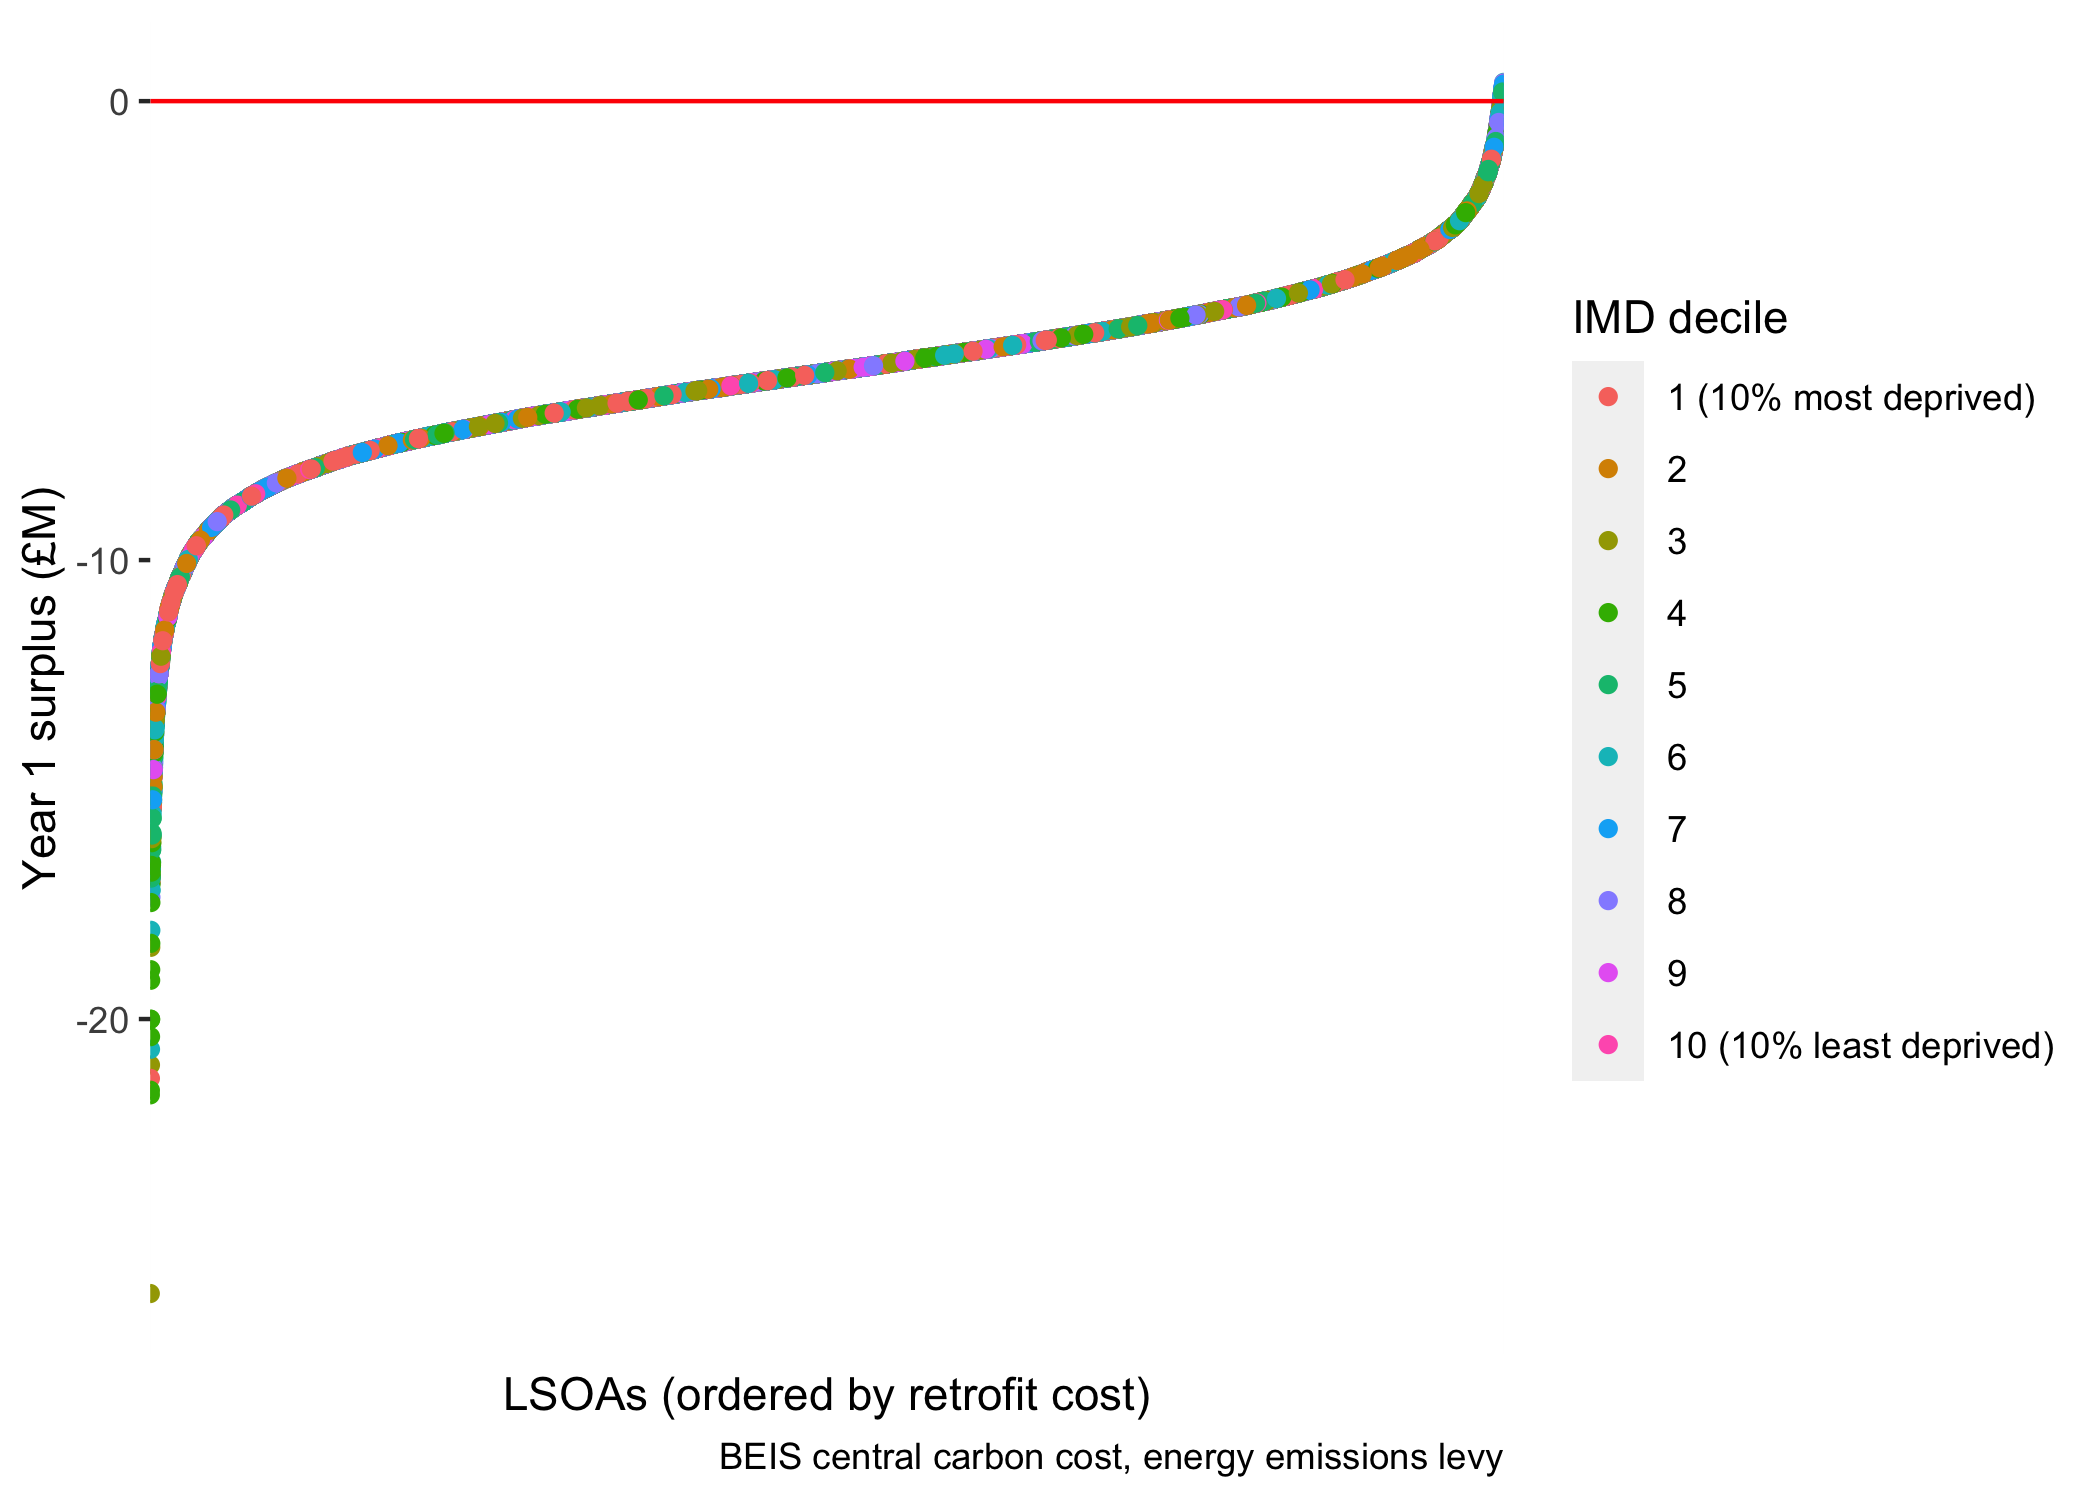 0
-10
-20
Year 1 surplus (£M)
LSOAs (ordered by retrofit cost)
BEIS central carbon cost, energy emissions levy
IMD decile
1 (10% most deprived)
2
3
4
5
6
7
8
9
10 (10% least deprived)